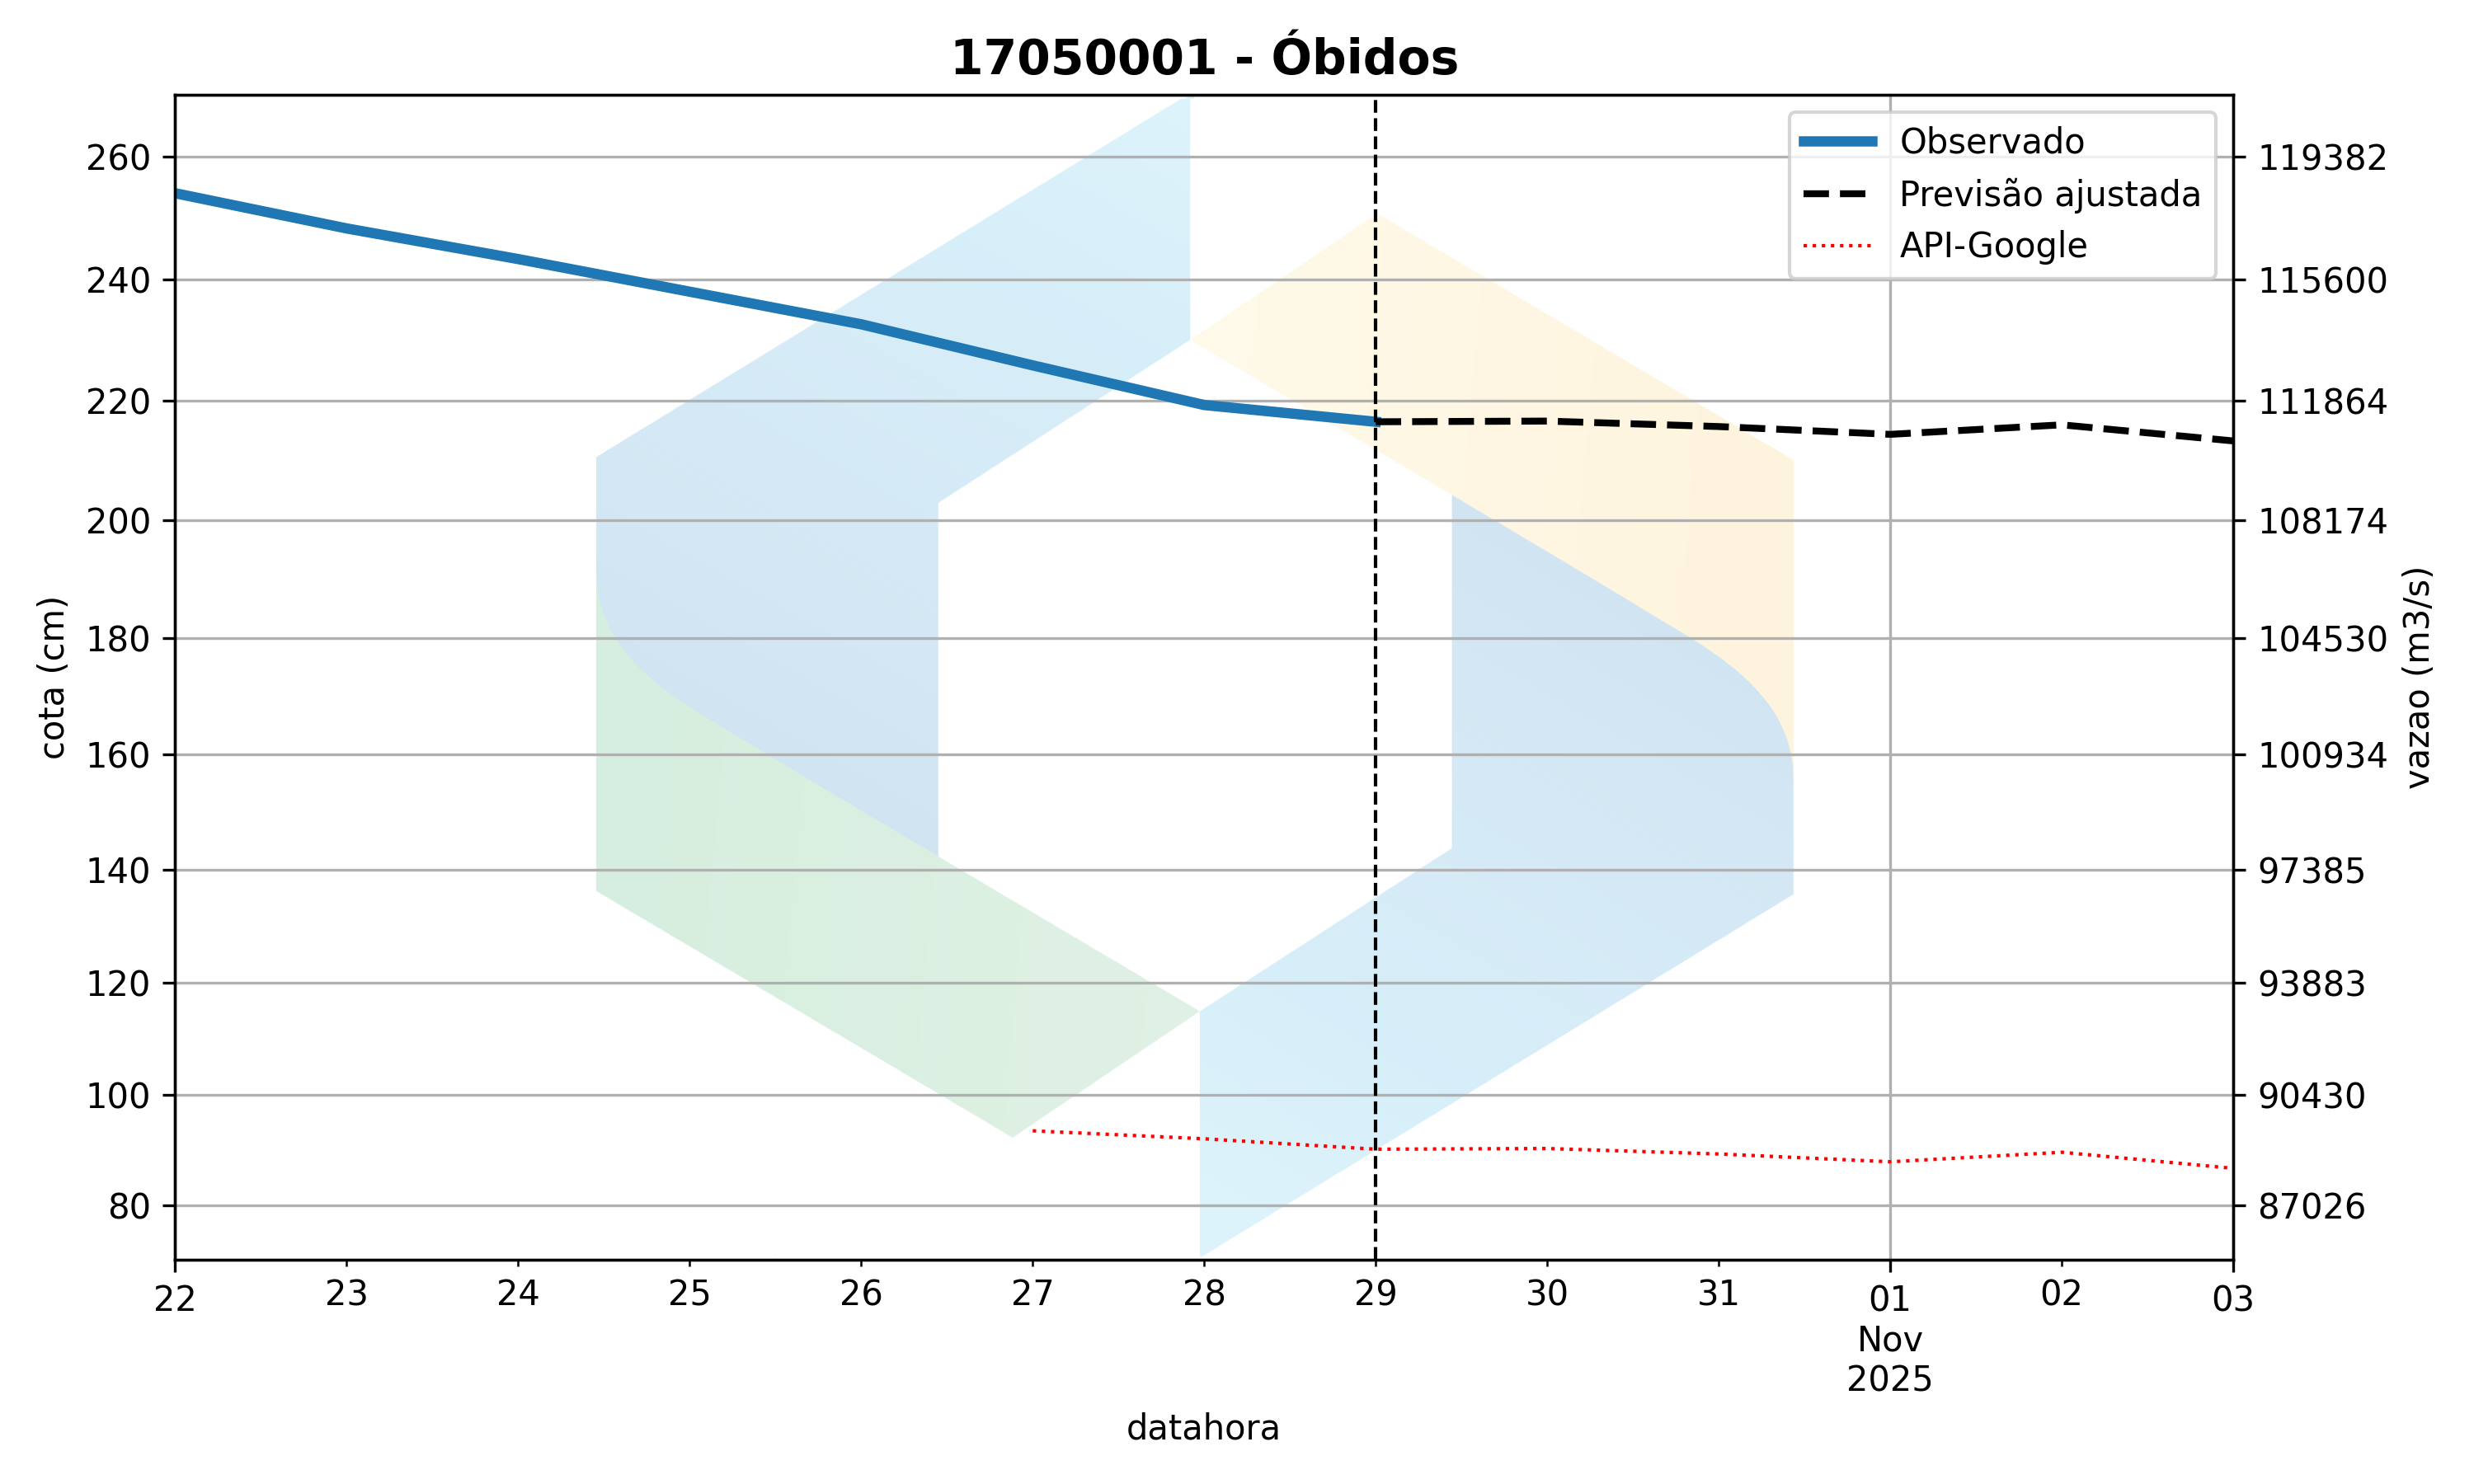 17050001 - Óbidos
Observado
Previsão ajustada
API-Google
260
240
220
200
180
160
140
120
100
80
cota (cm)
119382
115600
111864
108174
104530
100934
97385
93883
90430
87026
vazao (m3/s)
22 23 24 25 26 27 28 29 30 31 01 02 03
Nov
2025
datahora